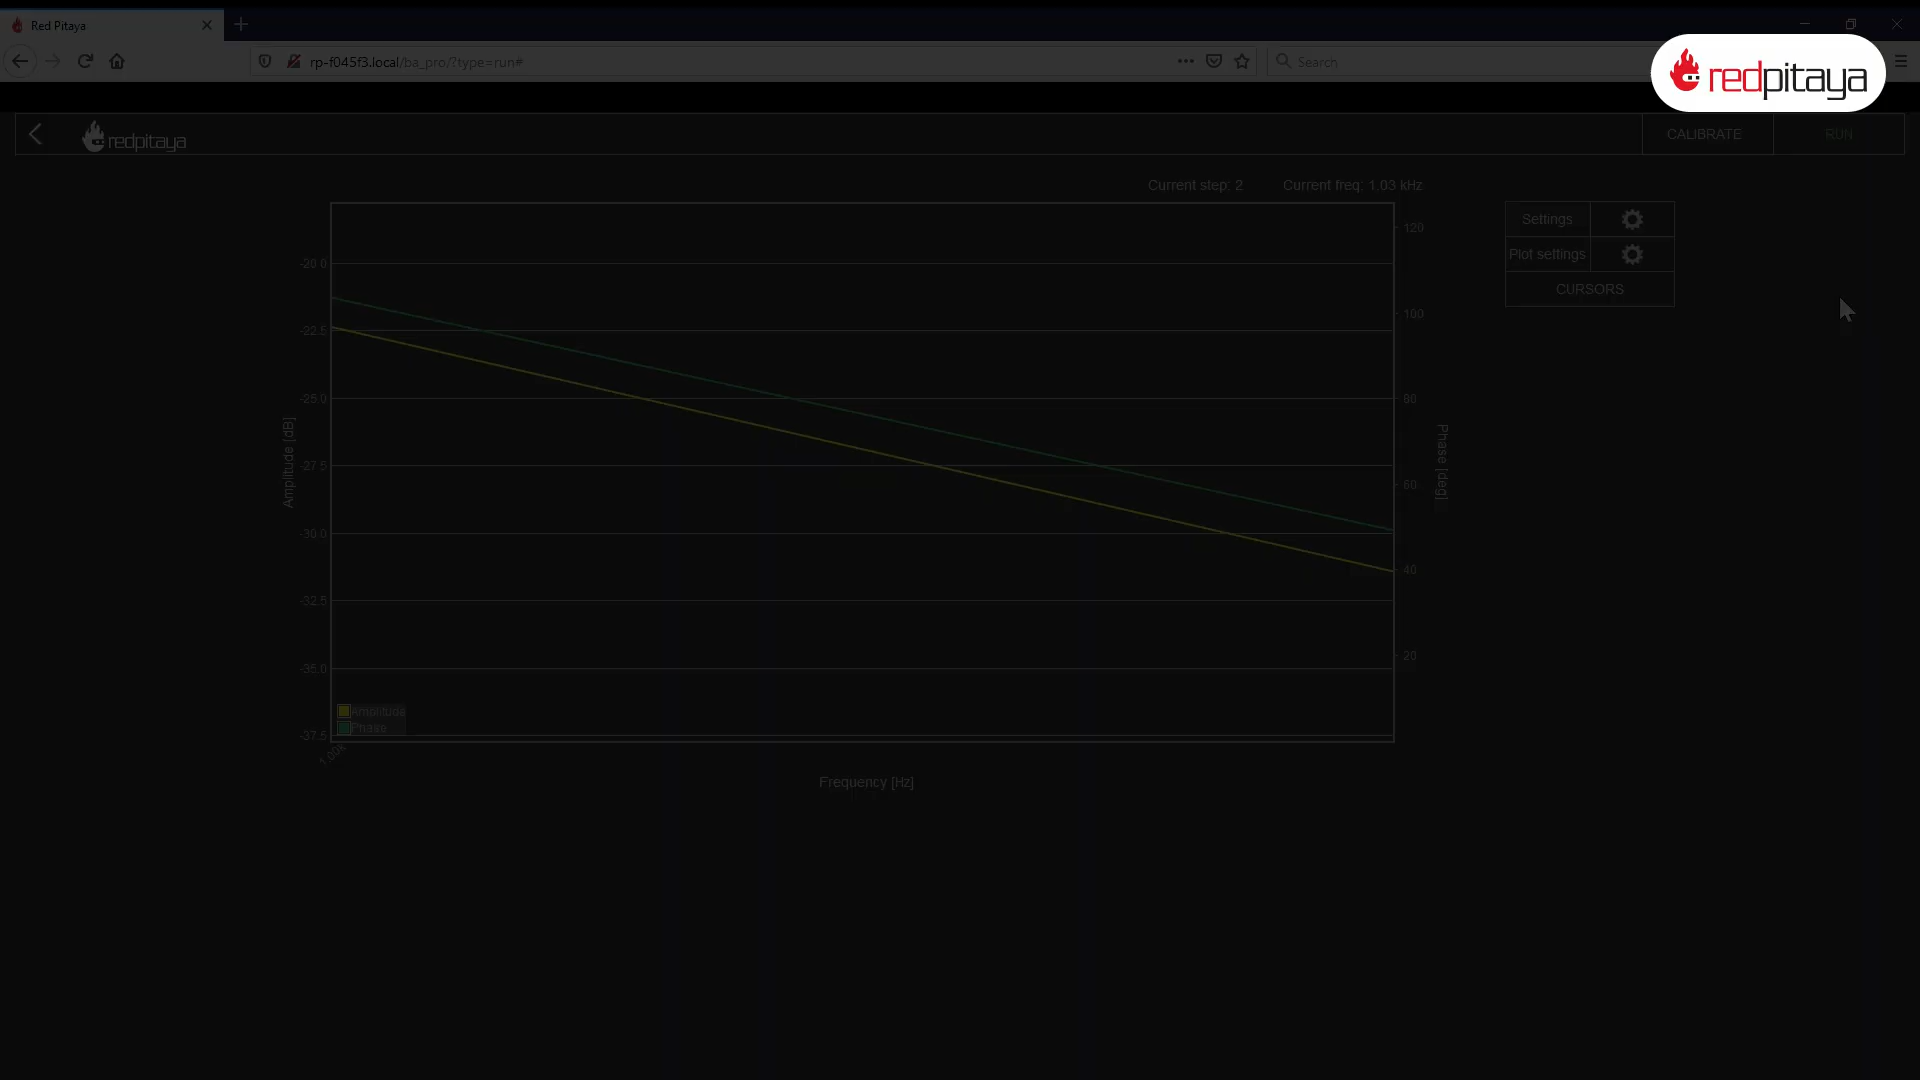 Red Pitaya
rp-f045f3.local/ba_pro/?type=run#
Search
redpitaya
redpitaya
CALIBRATE
RUN
Current step: 2
Current freq: 1.03 kHz
Settings
Plot settings
CURSORS
-20.0
-22.5
-25.0
-27.5
-30.0
-32.5
-35.0
-37.5
Amplitude [dB]
120
100
80
60
40
20
Phase [deg]
Amplitude
Phase
1.00K
Frequency [Hz]